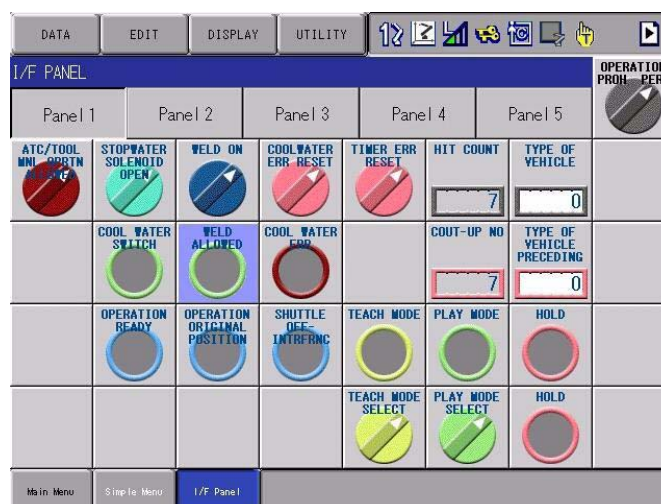 DATA
EDIT
DISPLAY
UTILITY
I/F PANEL
OPERATION
PROH PER
Panel 1
Panel 2
Panel 3
Panel 4
Panel 5
ATC/TOOL
MNL OPRTN
ALLOWED
STOPWATER
SOLENOID
OPEN
WELD ON
COOLWATER
ERR RESET
TIMER ERR
RESET
HIT COUNT
7
TYPE OF
VEHICLE
0
COOL WATER
SWITCH
WELD
ALLOWED
COOL WATER
ERR
COUT-UP NO
7
TYPE OF
VEHICLE
PRECEDING
0
OPERATION
READY
OPERATION
ORIGINAL
POSITION
SHUTTLE
OFF-
INTRFRNC
TEACH MODE
PLAY MODE
HOLD
TEACH MODE
SELECT
PLAY MODE
SELECT
HOLD
Main Menu
Simple Menu
I/F Panel